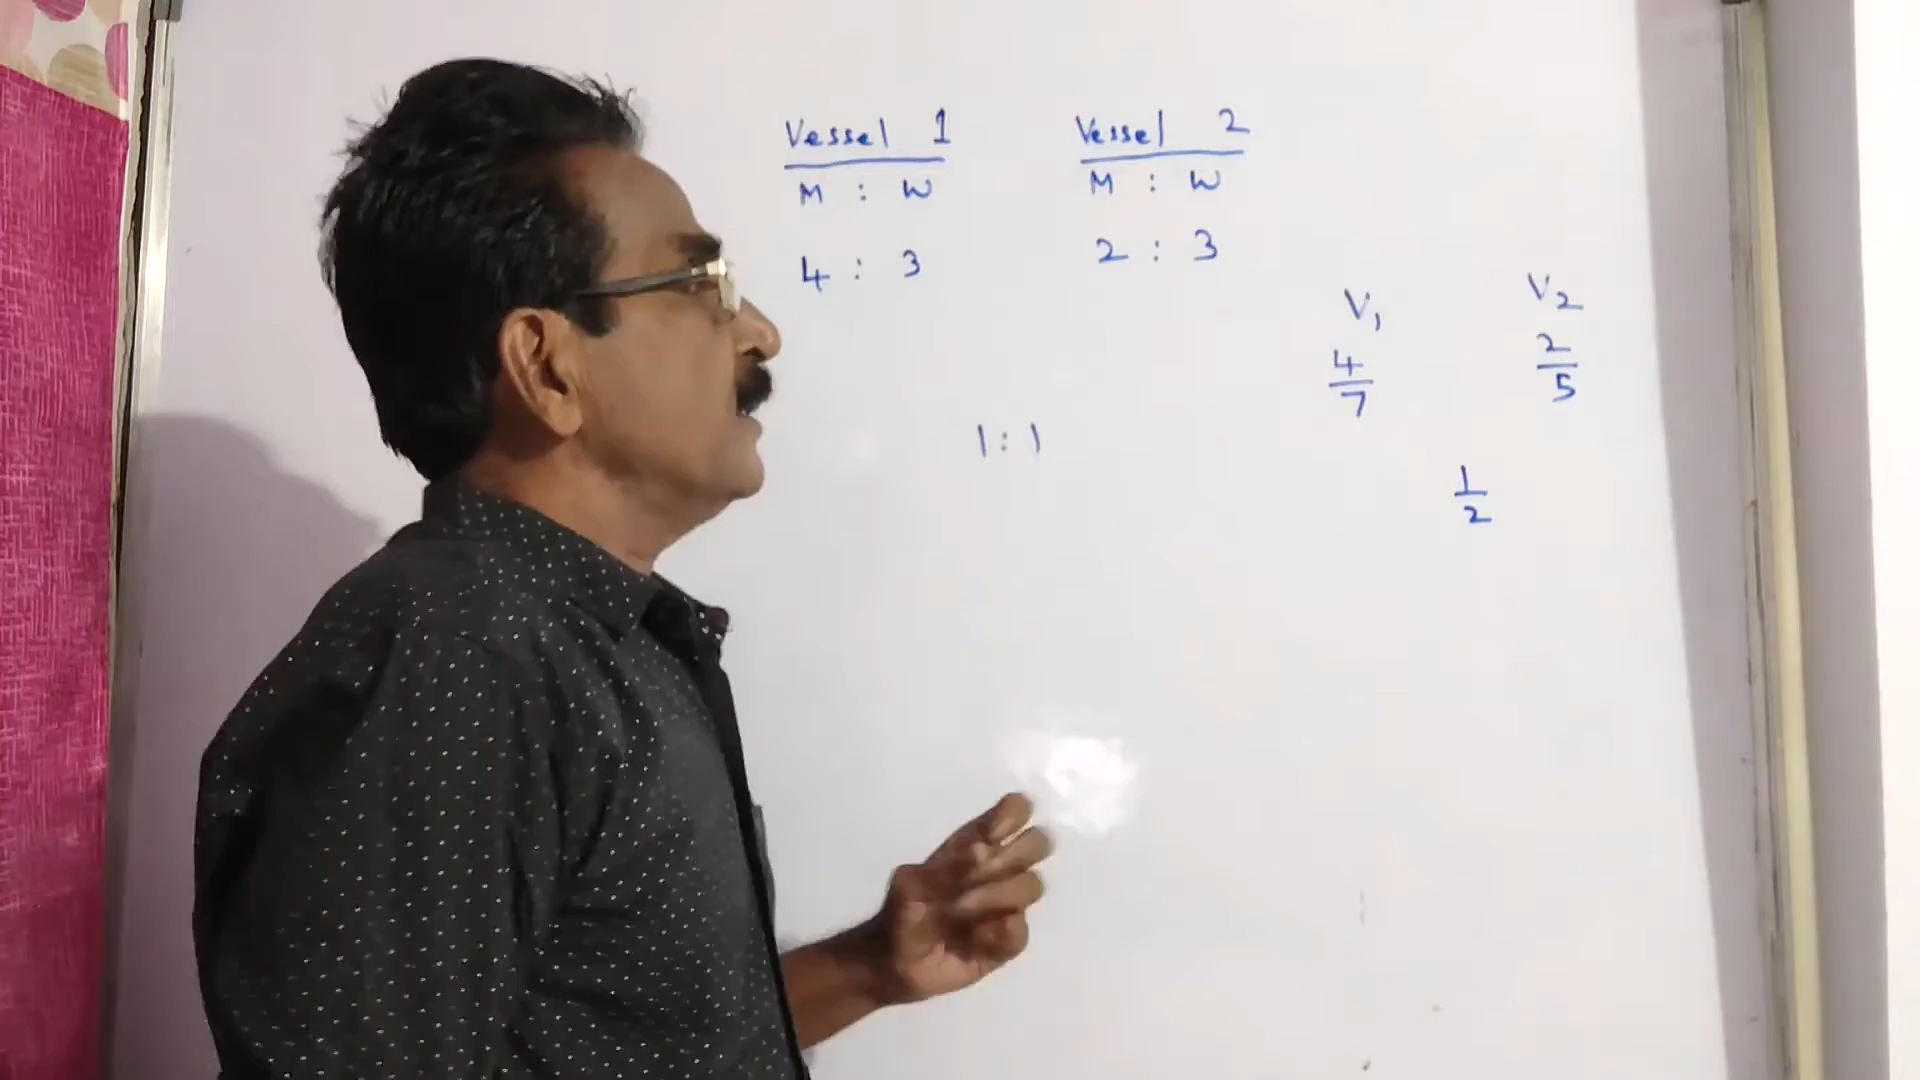 Vessel 1
M : W
4 : 3
Vessel 2
M : W
2 : 3
1 : 1
V₁
4/7
V₂
2/5
1/2